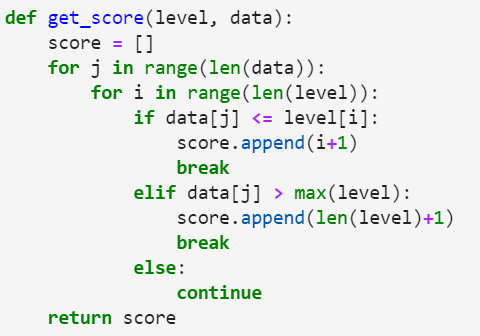 def get_score(level, data):
    score = []
    for j in range(len(data)):
        for i in range(len(level)):
            if data[j] <= level[i]:
                score.append(i+1)
                break
            elif data[j] > max(level):
                score.append(len(level)+1)
                break
            else:
                continue
    return score